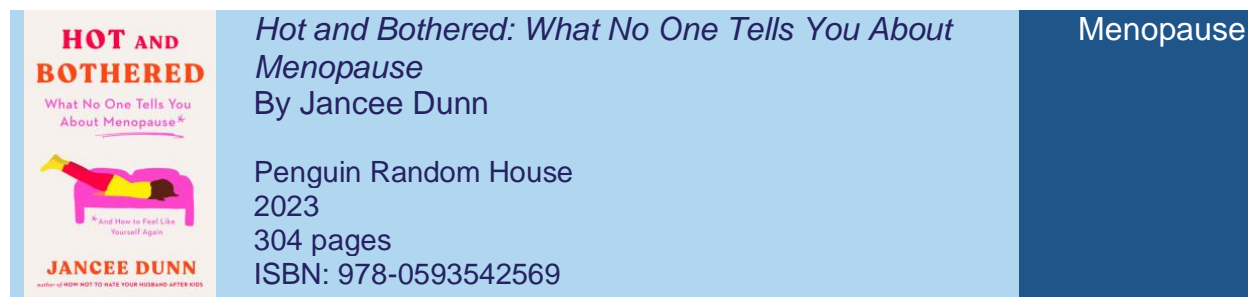 HOT AND
BOTHERED
What No One Tells You
About Menopause*
*And How to Feel Like
Yourself Again
JANCEE DUNN
author of HOW NOT TO HATE YOUR HUSBAND AFTER KIDS
Hot and Bothered: What No One Tells You About
Menopause
By Jancee Dunn
Penguin Random House
2023
304 pages
ISBN: 978-0593542569
Menopause